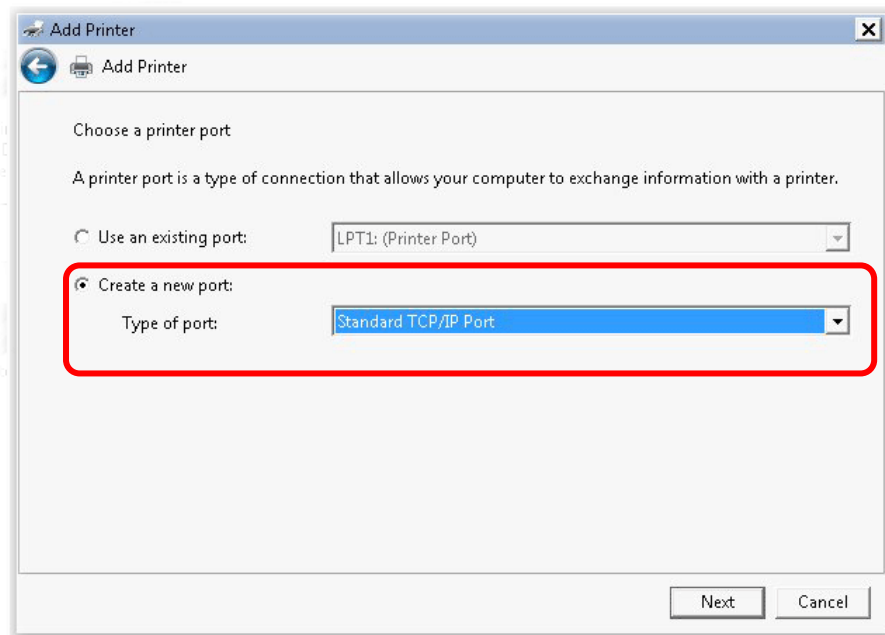 Add Printer
Add Printer
Choose a printer port
A printer port is a type of connection that allows your computer to exchange information with a printer.
Use an existing port: LPT1: (Printer Port)
Create a new port:
Type of port: Standard TCP/IP Port
Next Cancel